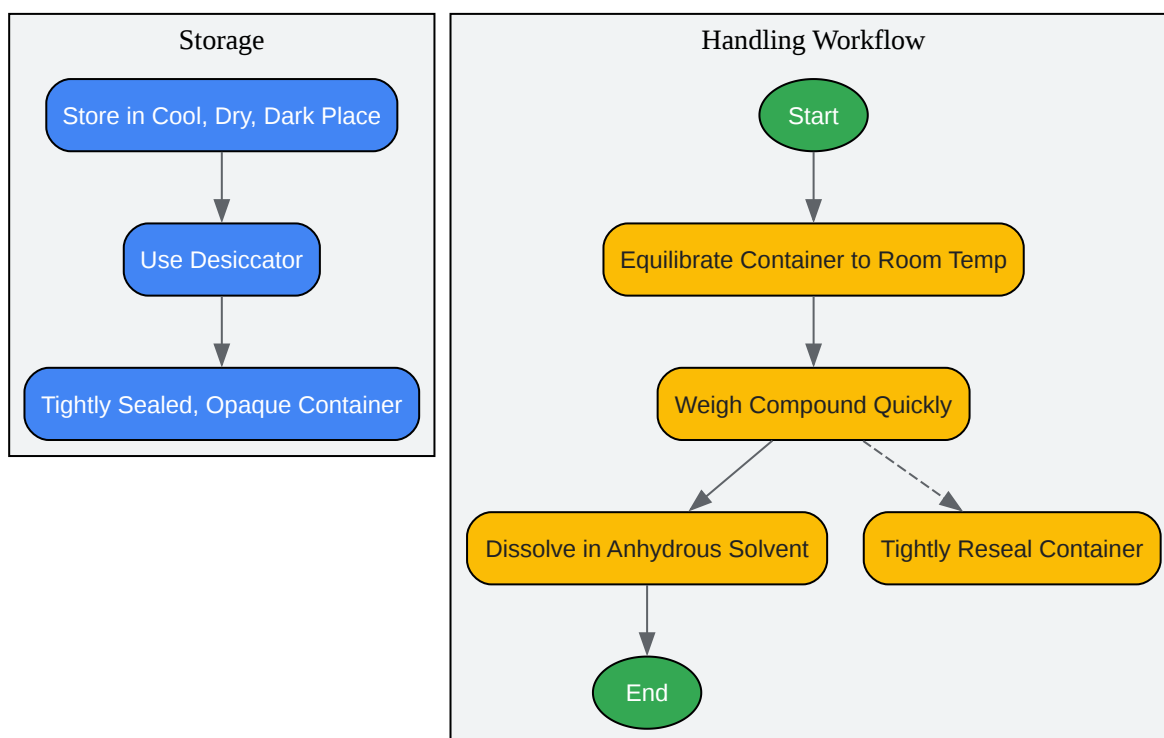 Storage
Store in Cool, Dry, Dark Place
Use Desiccator
Tightly Sealed, Opaque Container
Handling Workflow
Start
Equilibrate Container to Room Temp
Weigh Compound Quickly
Dissolve in Anhydrous Solvent
Tightly Reseal Container
End